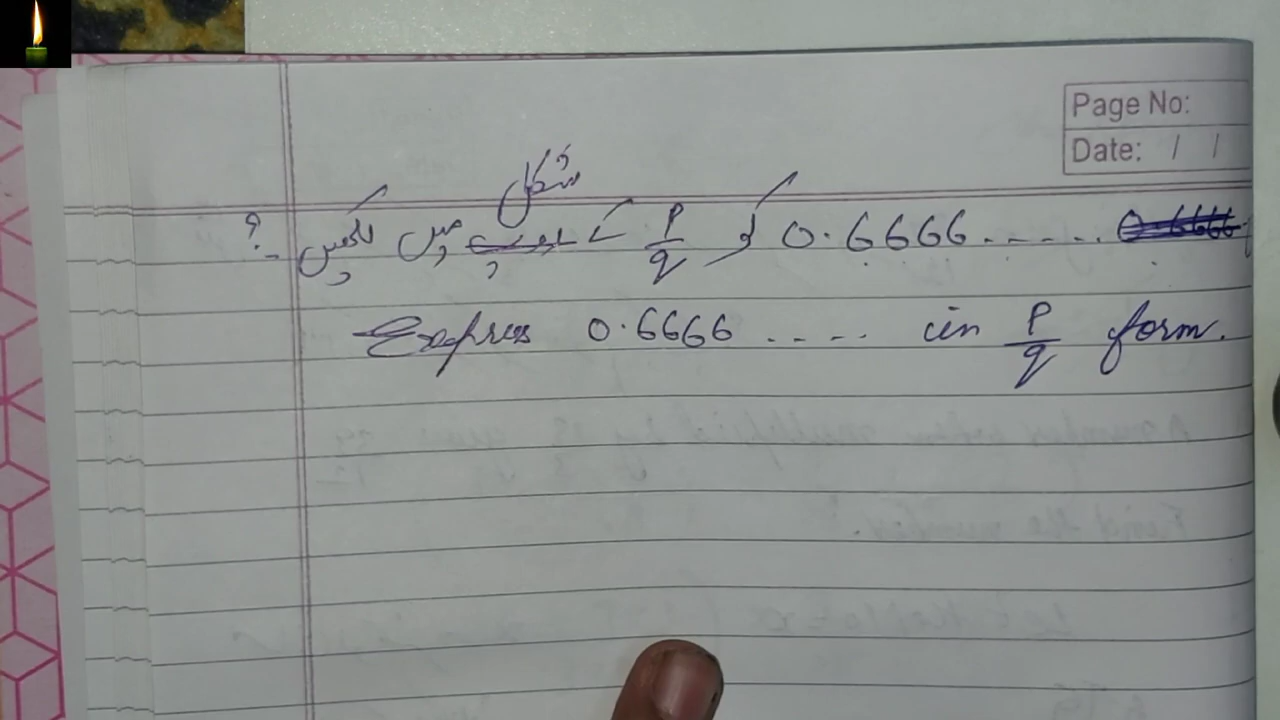 Page No:
Date: / /
0.6666..... کو p/q کے شکل میں لکھیں ؟
Express 0.6666 .... in p/q form.